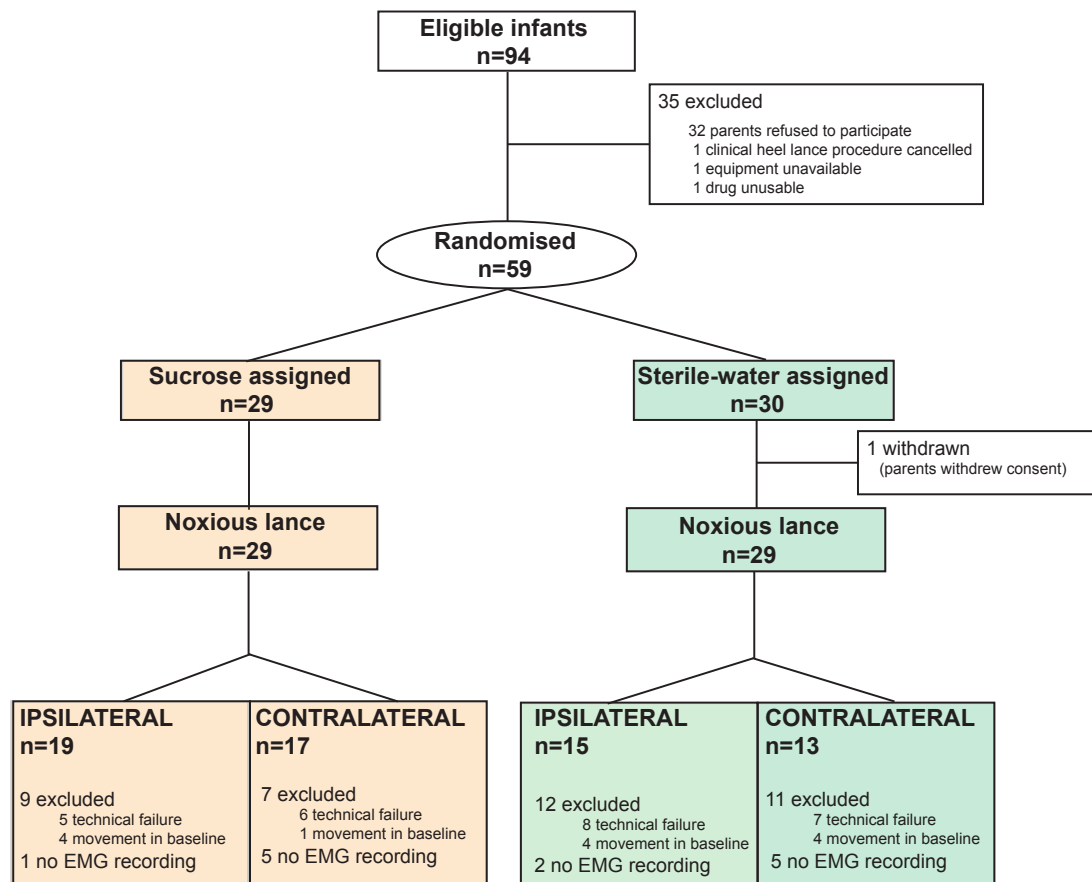 Eligible infants
n=94
35 excluded
32 parents refused to participate
1 clinical heel lance procedure cancelled
1 equipment unavailable
1 drug unusable
Randomised
n=59
Sucrose assigned
n=29
Sterile-water assigned
n=30
1 withdrawn
(parents withdrew consent)
Noxious lance
n=29
Noxious lance
n=29
IPSILATERAL
n=19
9 excluded
5 technical failure
4 movement in baseline
1 no EMG recording
CONTRALATERAL
n=17
7 excluded
6 technical failure
1 movement in baseline
5 no EMG recording
IPSILATERAL
n=15
12 excluded
8 technical failure
4 movement in baseline
2 no EMG recording
CONTRALATERAL
n=13
11 excluded
7 technical failure
4 movement in baseline
5 no EMG recording